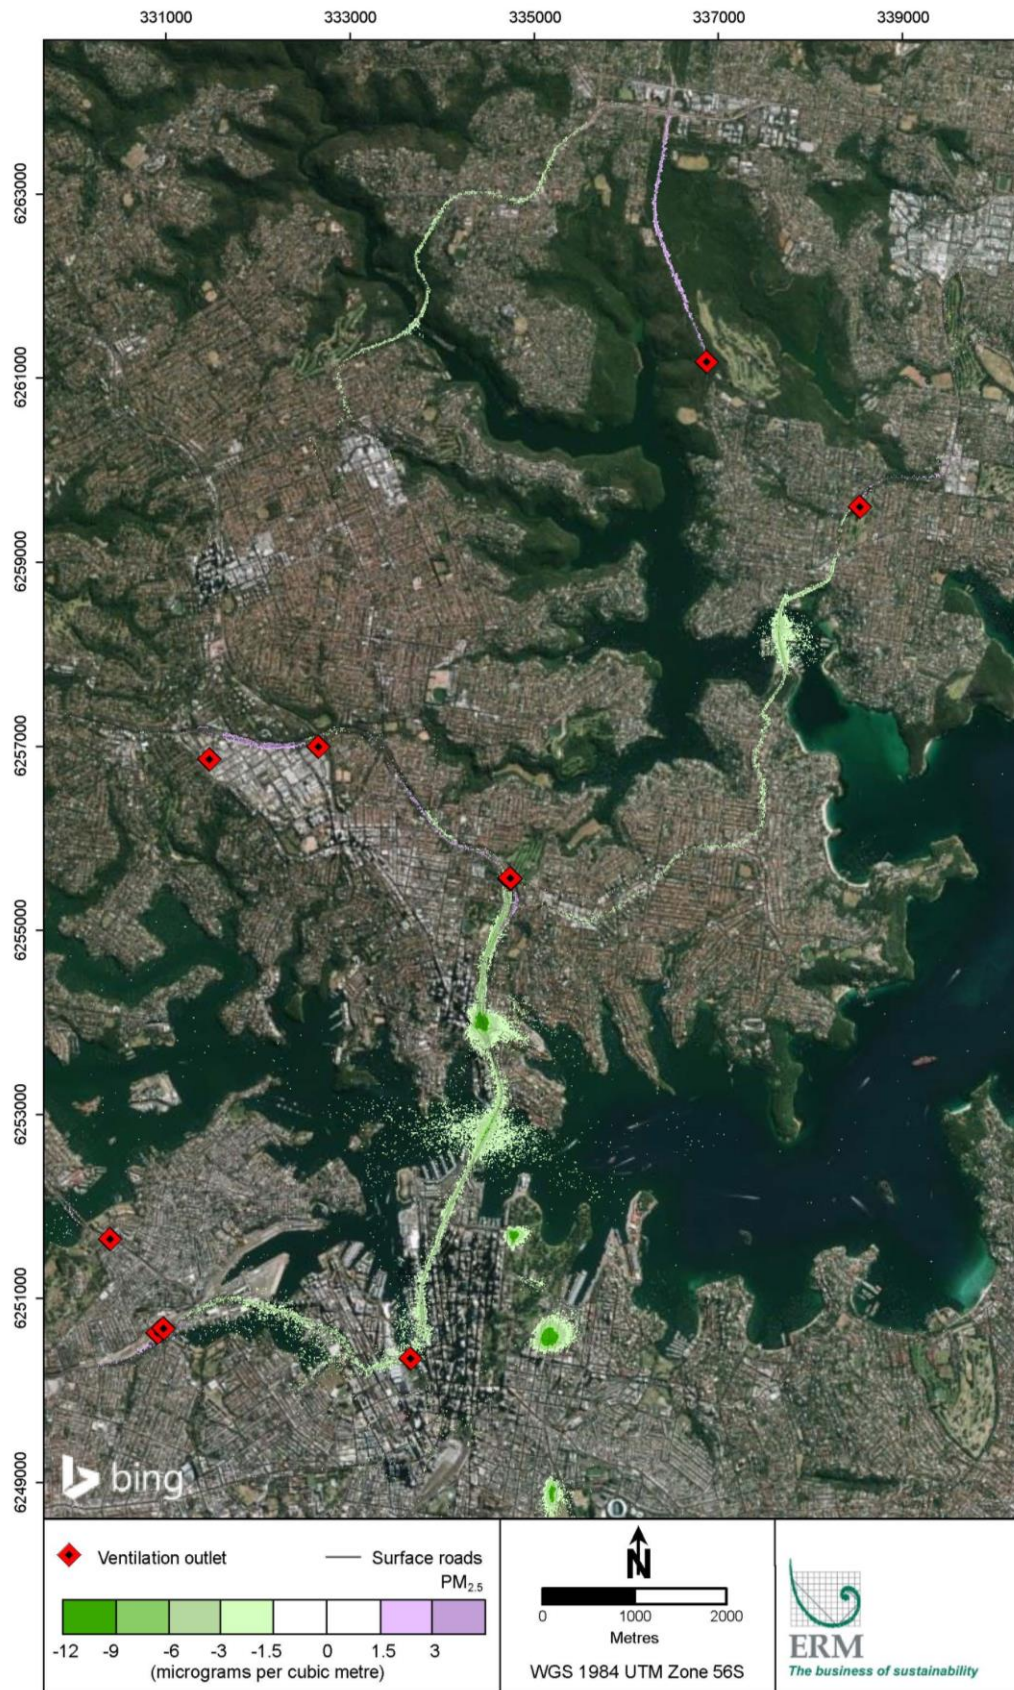 331000 333000 335000 337000 339000
6263000
6261000
6259000
6257000
6255000
6253000
6251000
6249000
bing
Ventilation outlet
Surface roads
PM2.5
-12 -9 -6 -3 -1.5 0 1.5 3
(micrograms per cubic metre)
N
0 1000 2000
Metres
WGS 1984 UTM Zone 56S
ERM
The business of sustainability